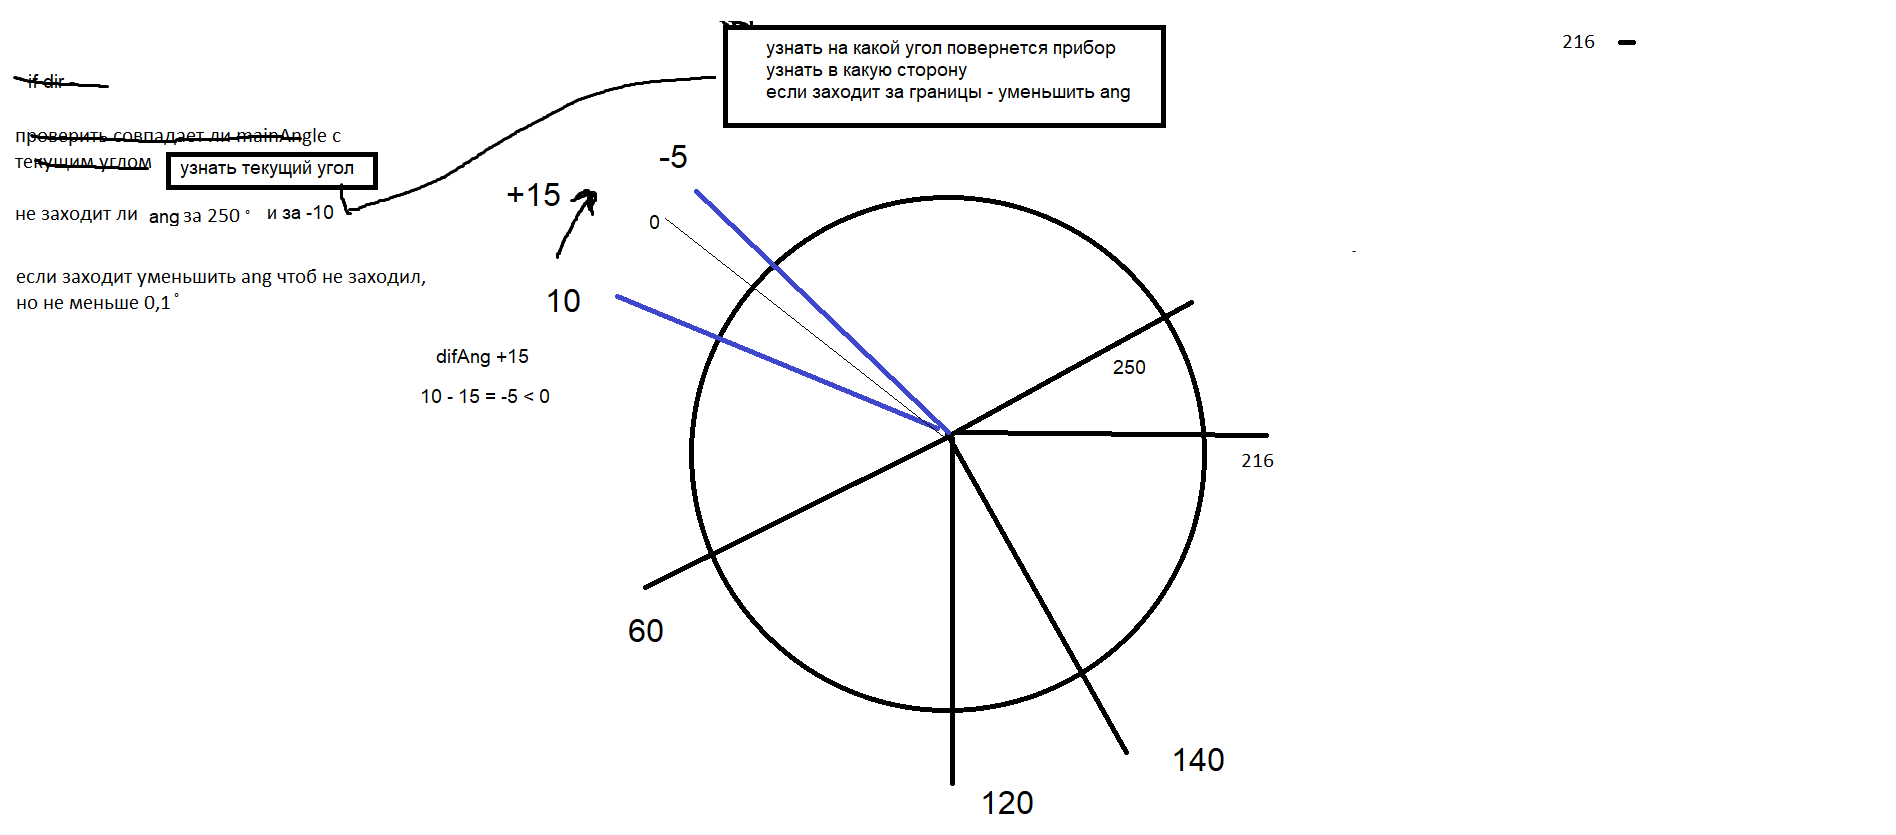 узнать на какой угол повернется прибор
узнать в какую сторону
если заходит за границы - уменьшить ang
216
if dir -
проверить совпадает ли mainAngle с
текущим углом
узнать текущий угол
не заходит ли ang за 250 ° и за -10
если заходит уменьшить ang чтоб не заходил,
но не меньше 0,1°
-5
+15
0
10
difAng +15
10 - 15 = -5 < 0
250
216
60
140
120